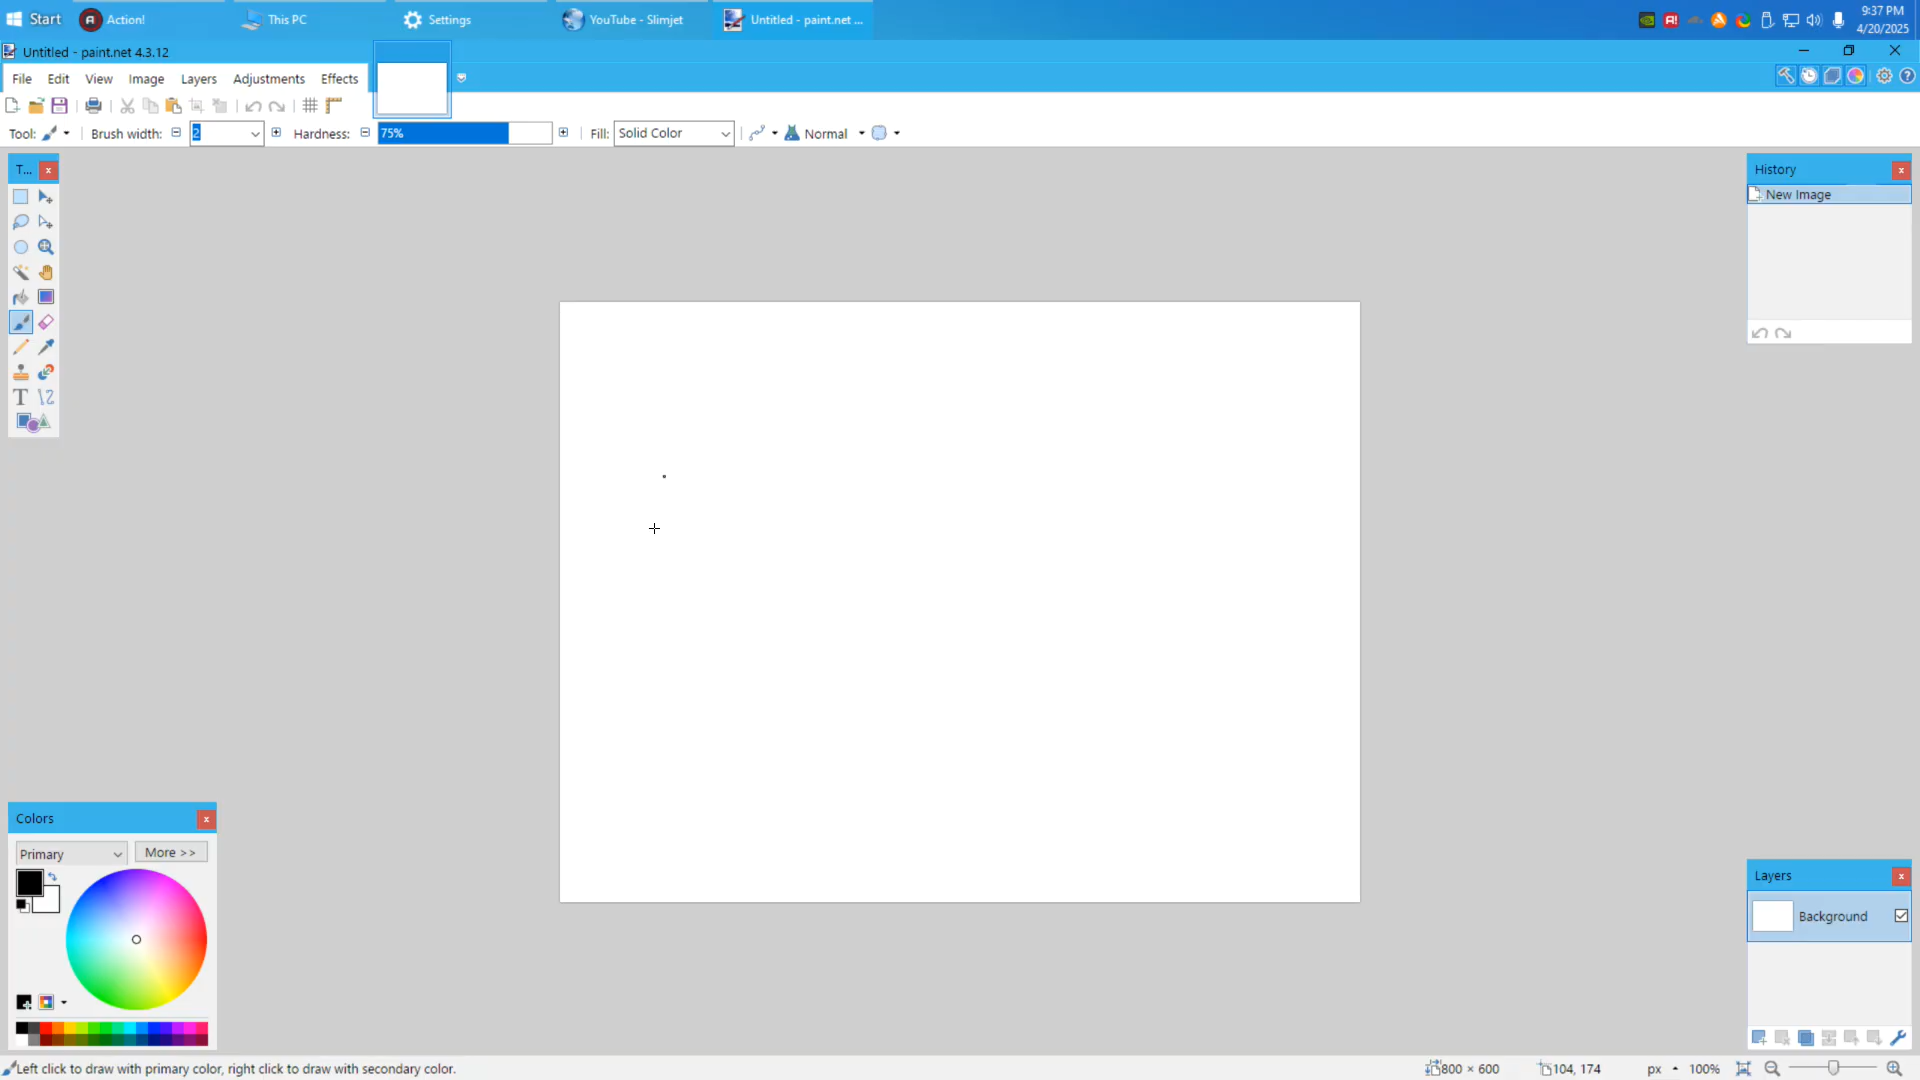 Start
Action!
This PC
Settings
YouTube - Slimjet
Untitled - paint.net ...
9:37 PM
4/20/2025
Untitled - paint.net 4.3.12
File Edit View Image Layers Adjustments Effects
Tool: Brush width: 2 Hardness: 75% Fill: Solid Color Normal
T...
History
New Image
Colors
Primary
More >>
Layers
Background
Left click to draw with primary color, right click to draw with secondary color.
800 × 600
104, 174
px
100%